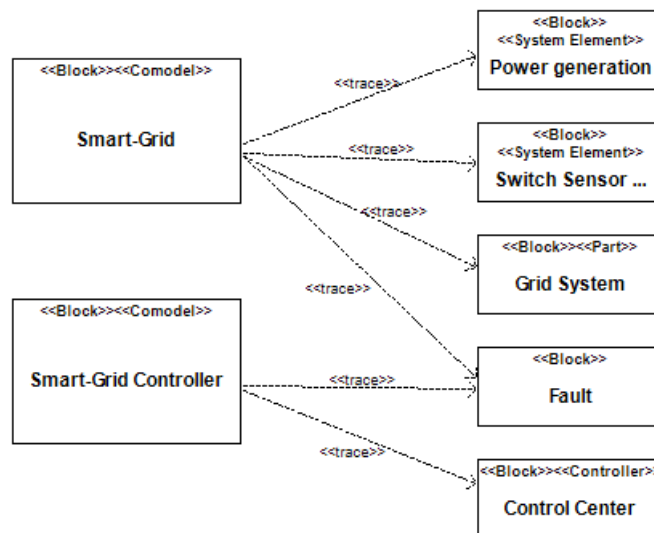 <<Block>>
<<System Element>>
Power generation
<<Block>><<Comodel>>
Smart-Grid
<<trace>>
<<Block>>
<<System Element>>
Switch Sensor ...
<<trace>>
<<trace>>
<<Block>><<Part>>
Grid System
<<trace>>
<<Block>><<Comodel>>
Smart-Grid Controller
<<trace>>
<<Block>>
Fault
<<trace>>
<<Block>><<Controller>
Control Center